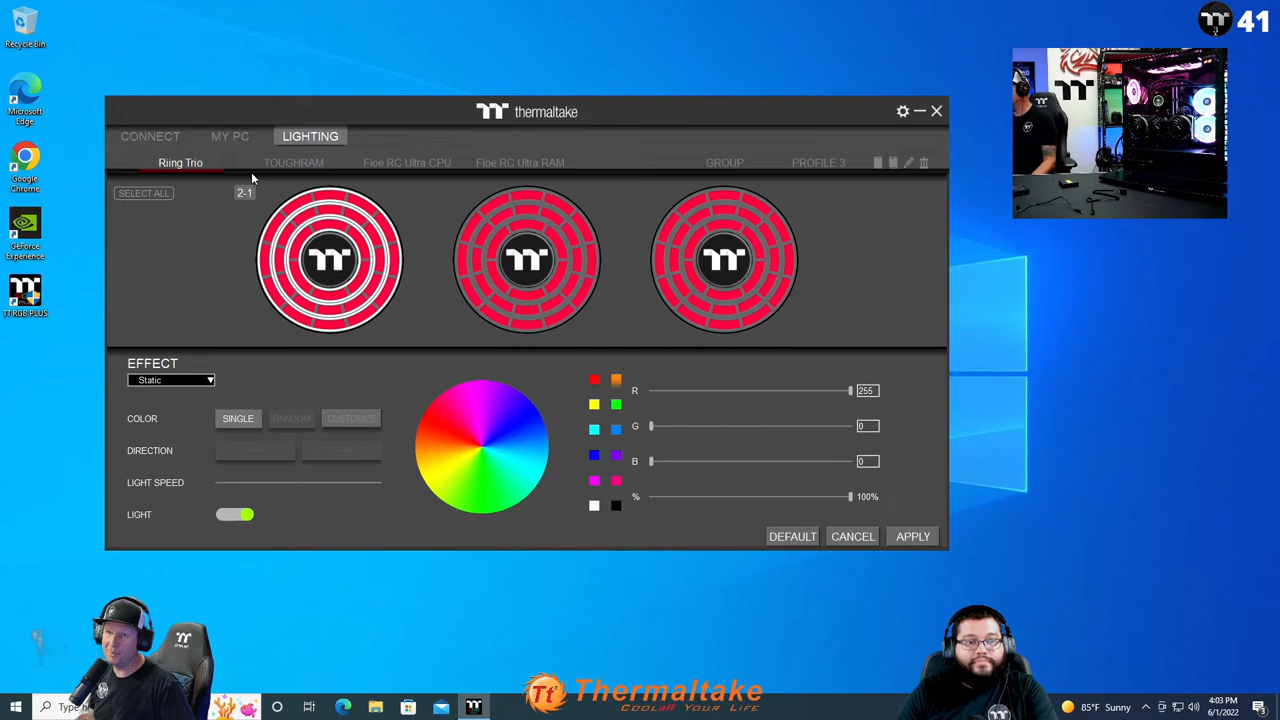 41
Recycle Bin
Microsoft Edge
Google Chrome
GeForce Experience
TT RGB PLUS
thermaltake
CONNECT MY PC LIGHTING
Riing Trio TOUGHRAM Floe RC Ultra CPU Floe RC Ultra RAM GROUP PROFILE 3
SELECT ALL 2-1
EFFECT
Static
COLOR SINGLE RANDOM CUSTOMIZE
DIRECTION
LIGHT SPEED
LIGHT
R 255
G 0
B 0
% 100%
DEFAULT CANCEL APPLY
Thermaltake
COOL all YOUR LIFE
Type
85°F Sunny
4:03 PM
6/1/2022